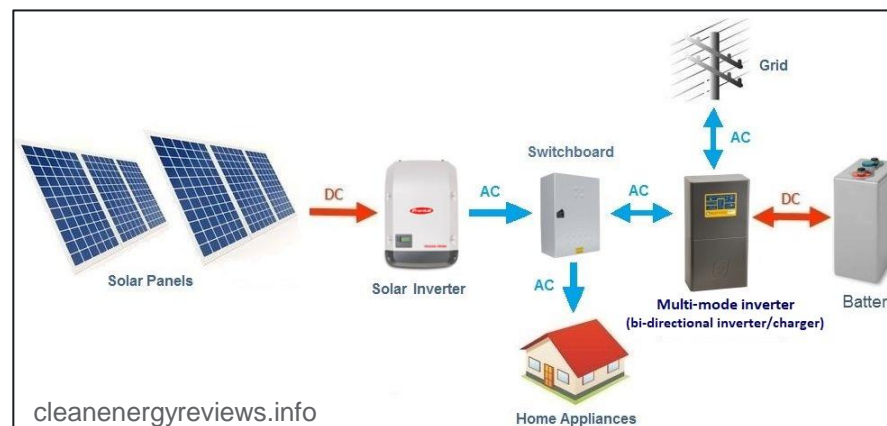 Grid
AC
Switchboard
DC
AC
AC
DC
Solar Panels
Fronius
Solar Inverter
AC
Multi-mode inverter
(bi-directional inverter/charger)
Batter
Home Appliances
cleanenergyreviews.info